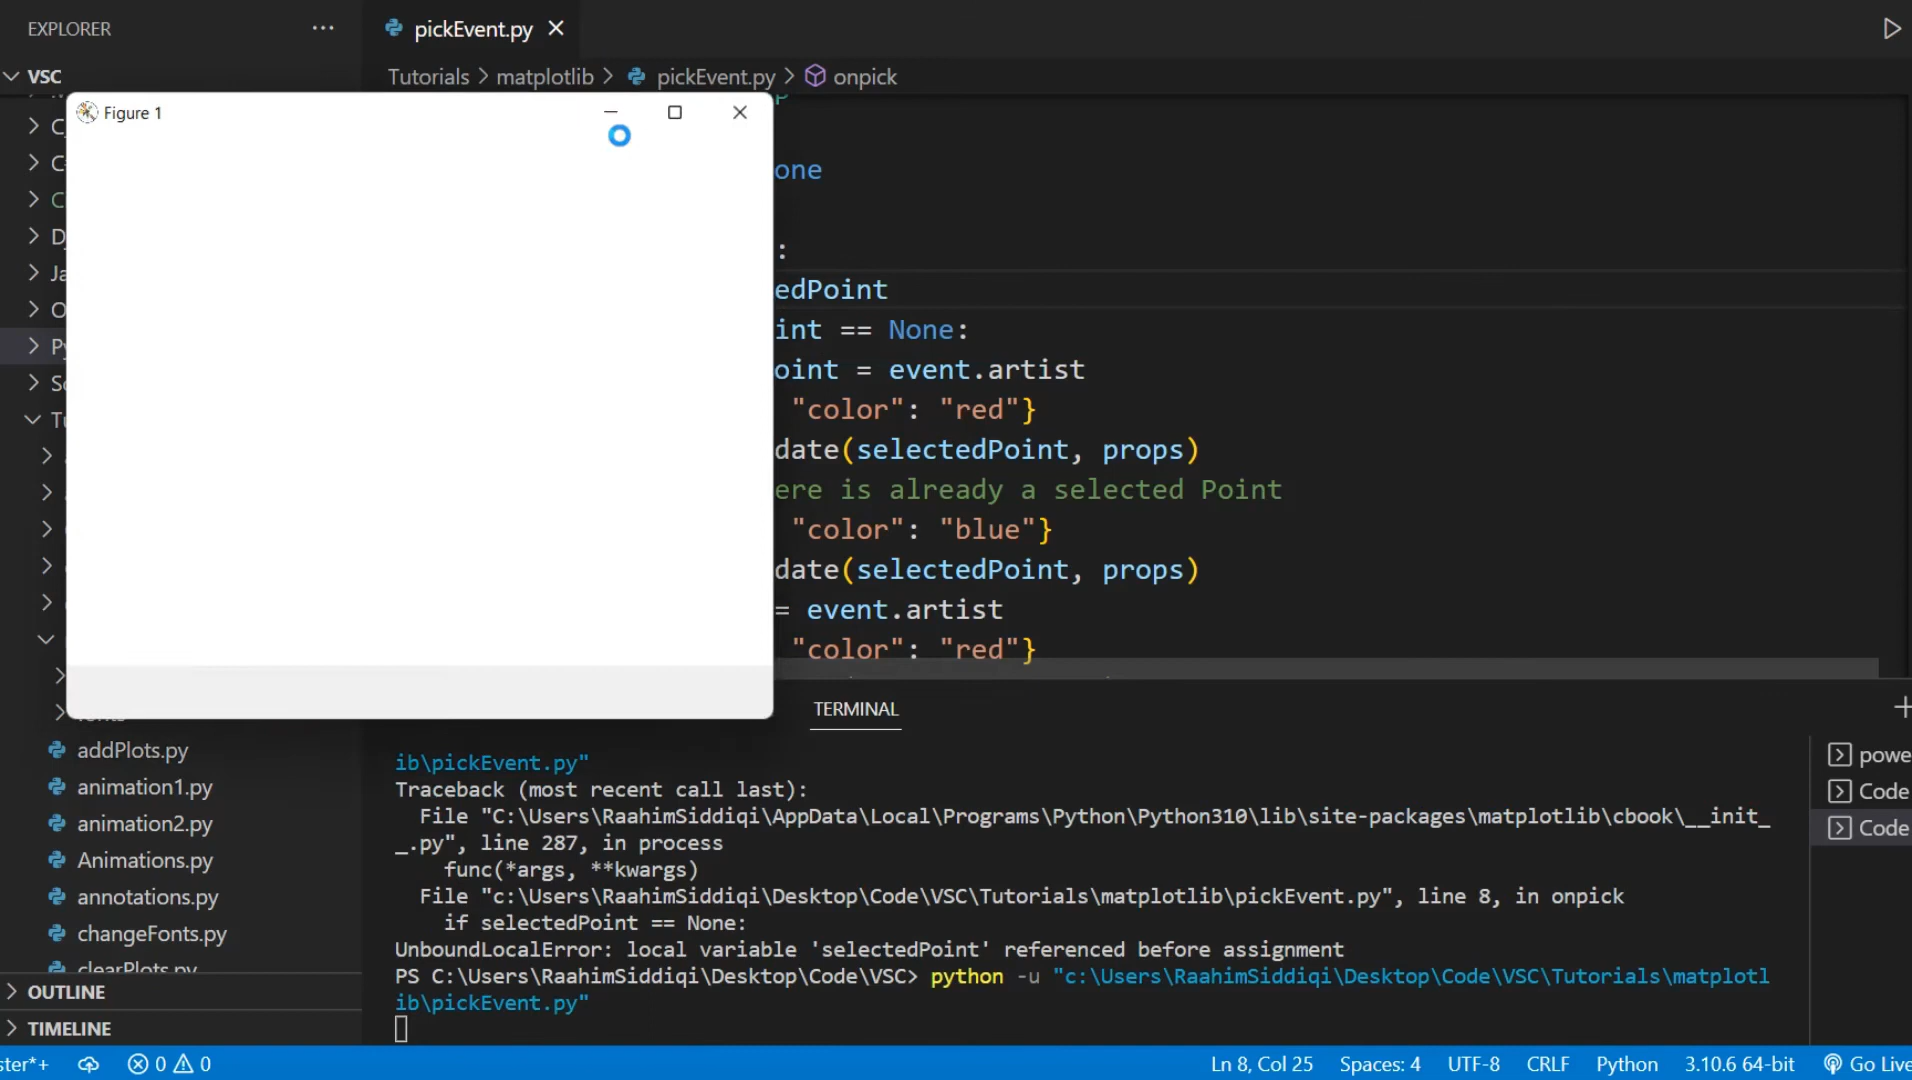 EXPLORER
...
pickEvent.py
VSC
Tutorials > matplotlib > pickEvent.py > onpick
Figure 1
one
:
edPoint
int == None:
oint = event.artist
"color": "red"}
date(selectedPoint, props)
ere is already a selected Point
"color": "blue"}
date(selectedPoint, props)
= event.artist
"color": "red"}
addPlots.py
animation1.py
animation2.py
Animations.py
annotations.py
changeFonts.py
clearPlots.py
OUTLINE
TIMELINE
TERMINAL
ib\pickEvent.py"
Traceback (most recent call last):
File "C:\Users\RaahimSiddiqi\AppData\Local\Programs\Python\Python310\lib\site-packages\matplotlib\cbook\__init_
_.py", line 287, in process
func(*args, **kwargs)
File "c:\Users\RaahimSiddiqi\Desktop\Code\VSC\Tutorials\matplotlib\pickEvent.py", line 8, in onpick
if selectedPoint == None:
UnboundLocalError: local variable 'selectedPoint' referenced before assignment
PS C:\Users\RaahimSiddiqi\Desktop\Code\VSC> python -u "c:\Users\RaahimSiddiqi\Desktop\Code\VSC\Tutorials\matplotl
ib\pickEvent.py"
powe
Code
Code
ster*+ 0 0 Ln 8, Col 25 Spaces: 4 UTF-8 CRLF Python 3.10.6 64-bit Go Live